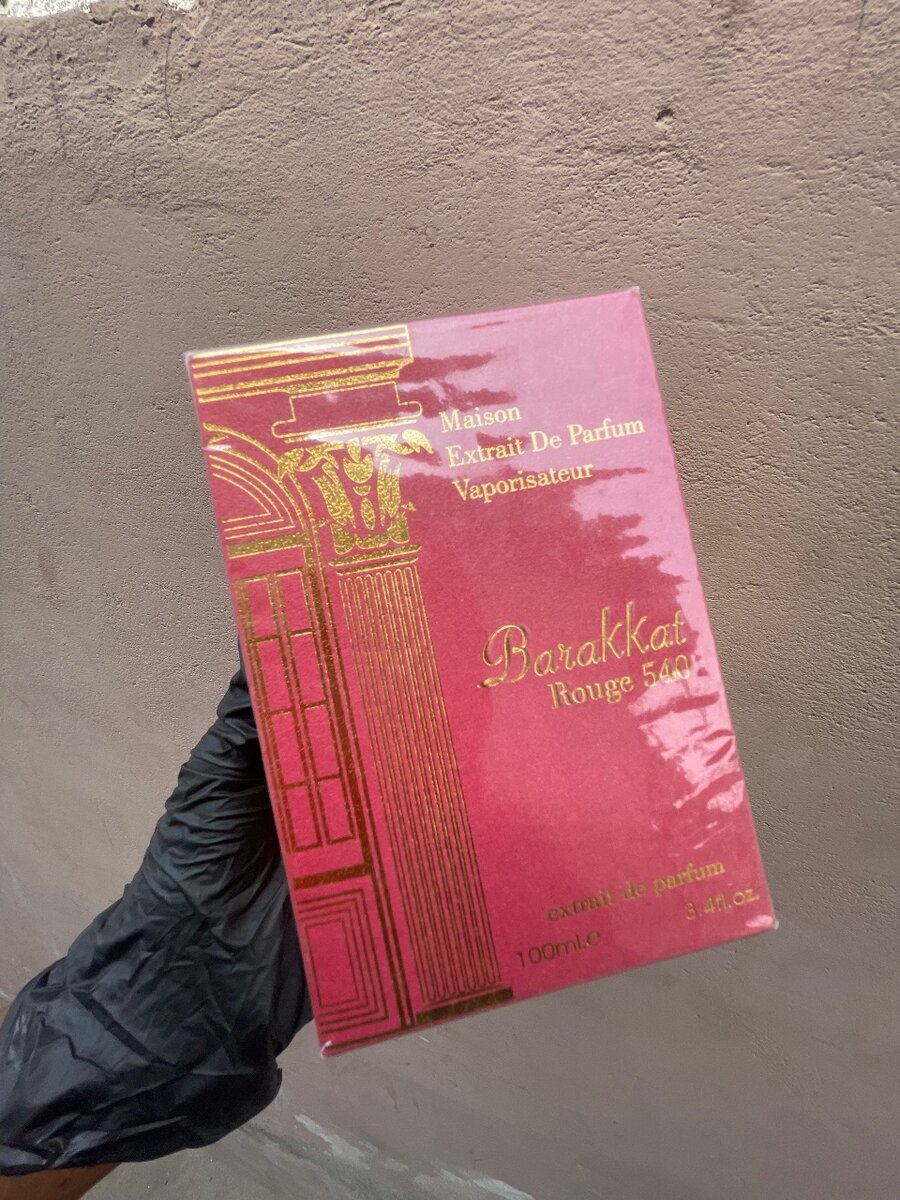 Maison
Extrait De Parfum
Vaporisateur
Barakkat
Rouge 540
extrait de parfum
100ml.e 3.4fl.oz.